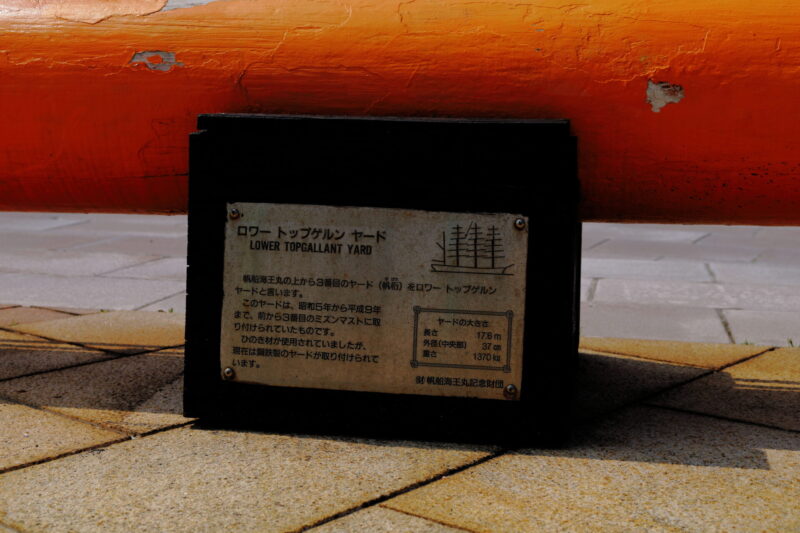 ロワー トップゲルン ヤード
LOWER TOPGALLANT YARD
帆船海王丸の上から3番目のヤード（帆桁）をロワー トップゲルン
ヤードと言います。
このヤードは、昭和5年から平成9年
まで、前から3番目のミズンマストに取
り付けられていたものです。
ひのき材が使用されていましたが、
現在は鋼鉄製のヤードが取り付けられて
います。
ヤードの大きさ
長さ 17.6 m
外径(中央部) 37 cm
重さ 1370 kg
㈶ 帆船海王丸記念財団